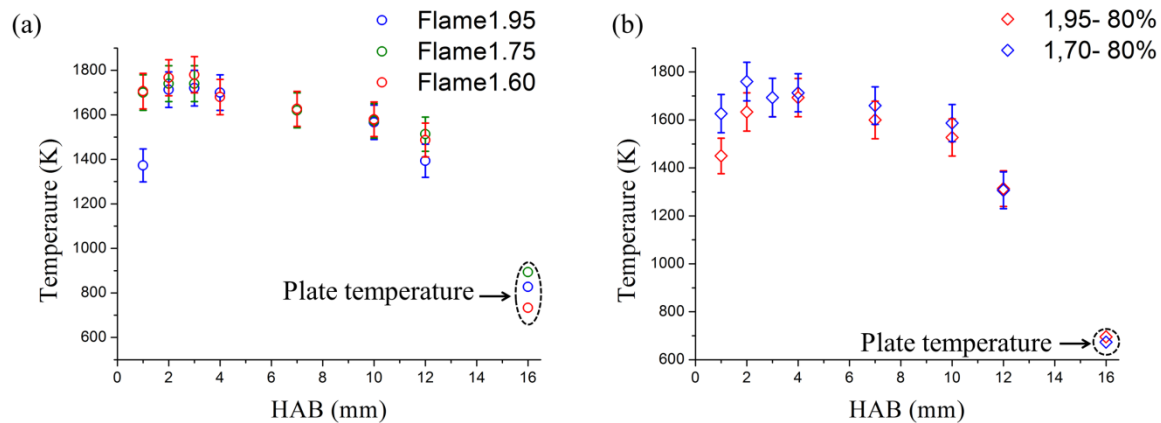 (a)
Flame1.95
Flame1.75
Flame1.60
1800
1600
1400
1200
1000
800
600
Temperaure (K)
Plate temperature
0 2 4 6 8 10 12 14 16
HAB (mm)
(b)
1,95- 80%
1,70- 80%
1800
1600
1400
1200
1000
800
600
Temperaure (K)
Plate temperature
0 2 4 6 8 10 12 14 16
HAB (mm)